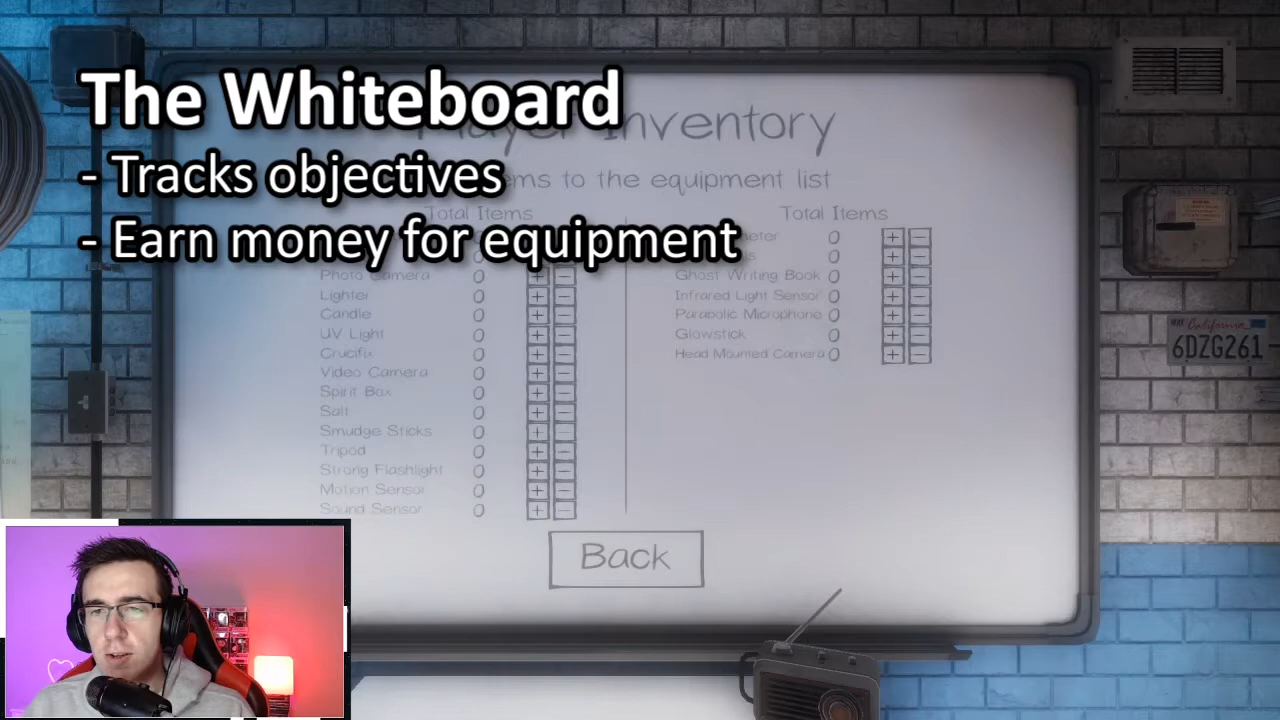 The Whiteboard
- Tracks objectives
- Earn money for equipment
Inventory
items to the equipment list
Total Items
Total Items
0
0
Photo Camera 0 + -
Lighter 0 + -
Candle 0 + -
UV Light 0 + -
Crucifix 0 + -
Video Camera 0 + -
Spirit Box 0 + -
Salt 0 + -
Smudge Sticks 0 + -
Tripod 0 + -
Strong Flashlight 0 + -
Motion Sensor 0 + -
Sound Sensor 0 + -
0 + -
0 + -
Ghost Writing Book 0 + -
Infrared Light Sensor 0 + -
Parabolic Microphone 0 + -
Glowstick 0 + -
Head Mounted Camera 0 + -
Back
California
6DZG261